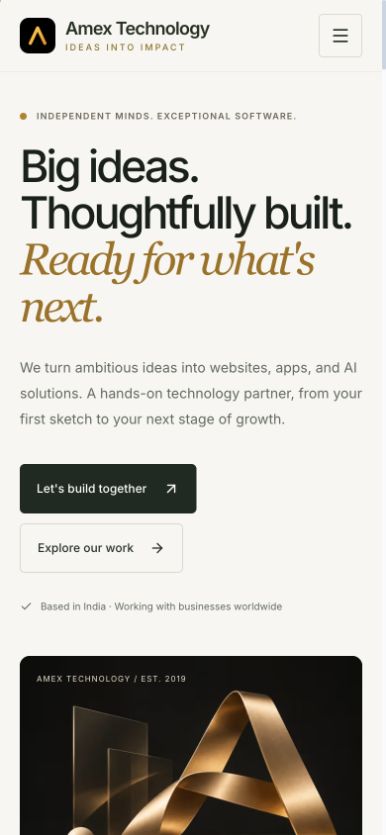 Amex Technology
IDEAS INTO IMPACT
INDEPENDENT MINDS. EXCEPTIONAL SOFTWARE.
Big ideas.
Thoughtfully built.
Ready for what's
next.
We turn ambitious ideas into websites, apps, and AI
solutions. A hands-on technology partner, from your
first sketch to your next stage of growth.
Let's build together
Explore our work
Based in India · Working with businesses worldwide
AMEX TECHNOLOGY / EST. 2019